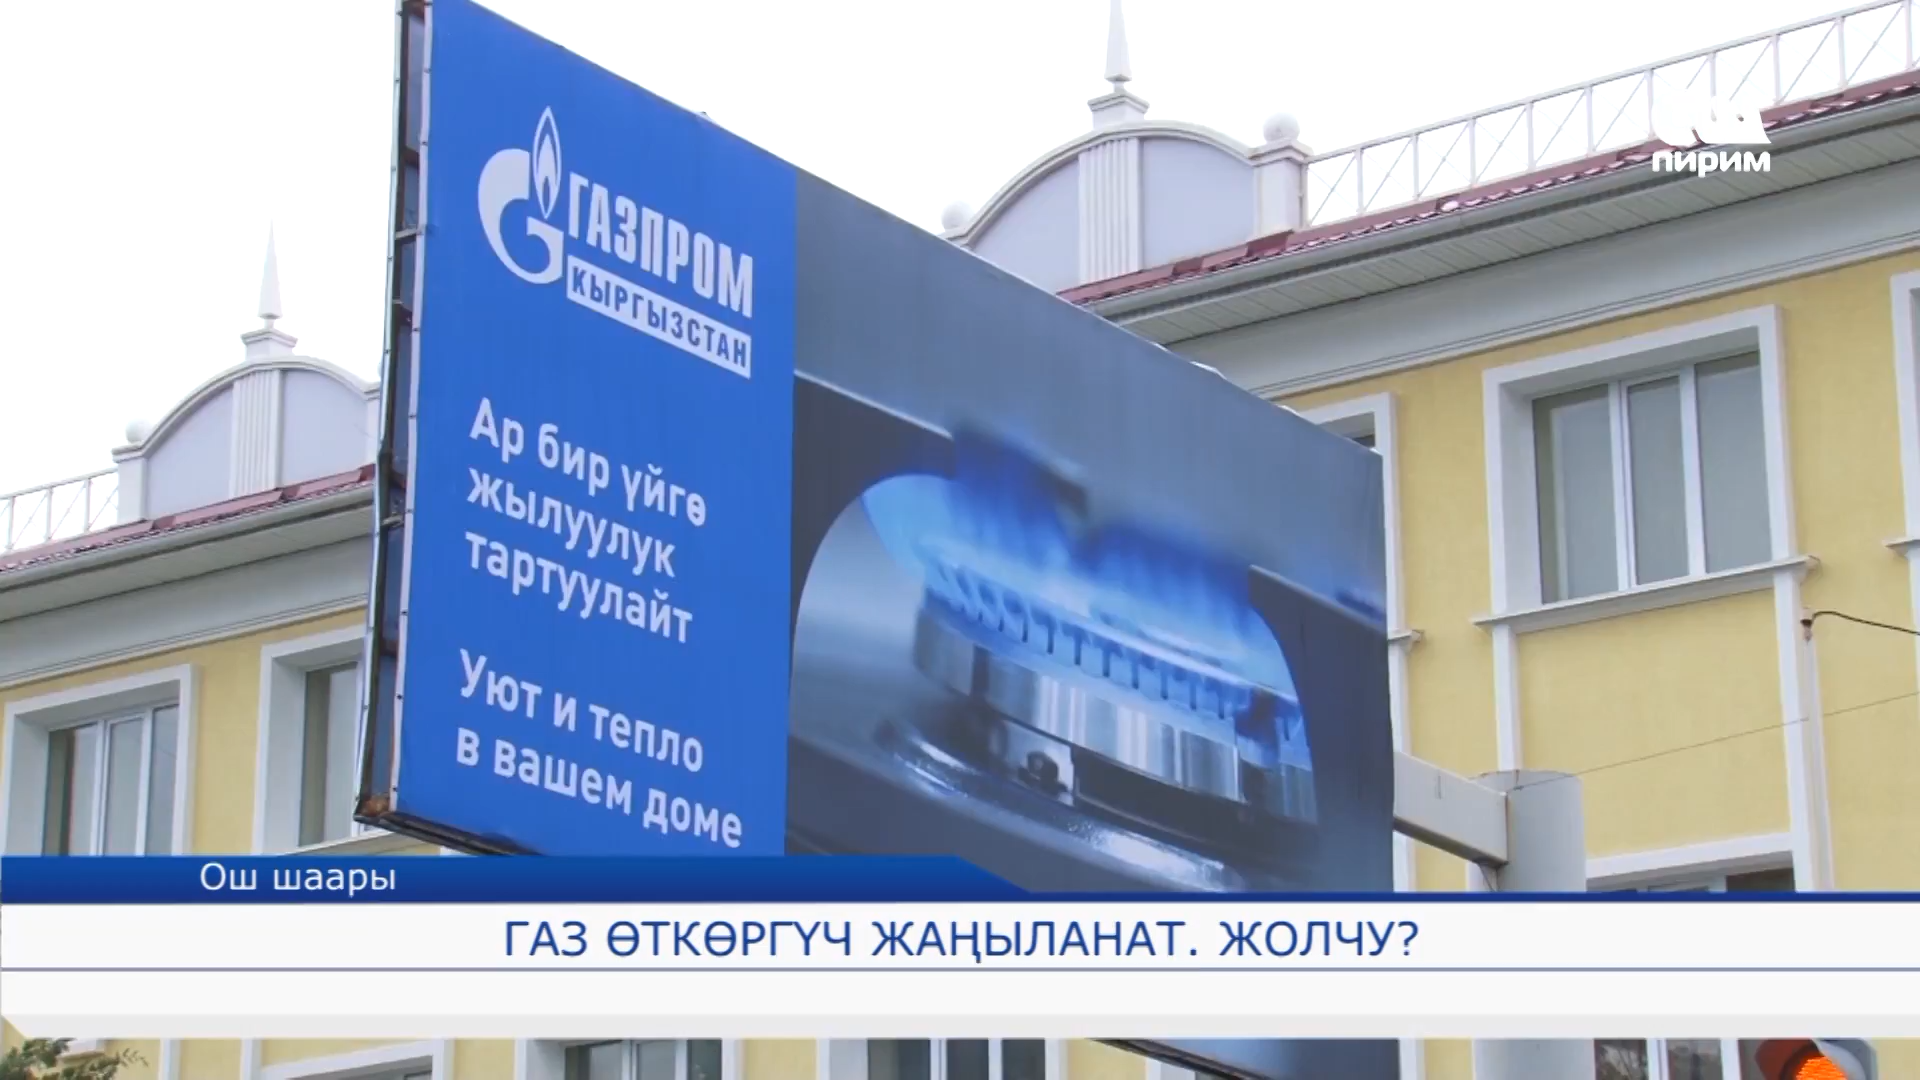 ПИРИМ
ГАЗПРОМ
КЫРГЫЗСТАН
Ар бир үйгө
жылуулук
тартуулайт
Уют и тепло
в вашем доме
Ош шаары
ГАЗ ӨТКӨРГҮЧ ЖАҢЫЛАНАТ. ЖОЛЧУ?